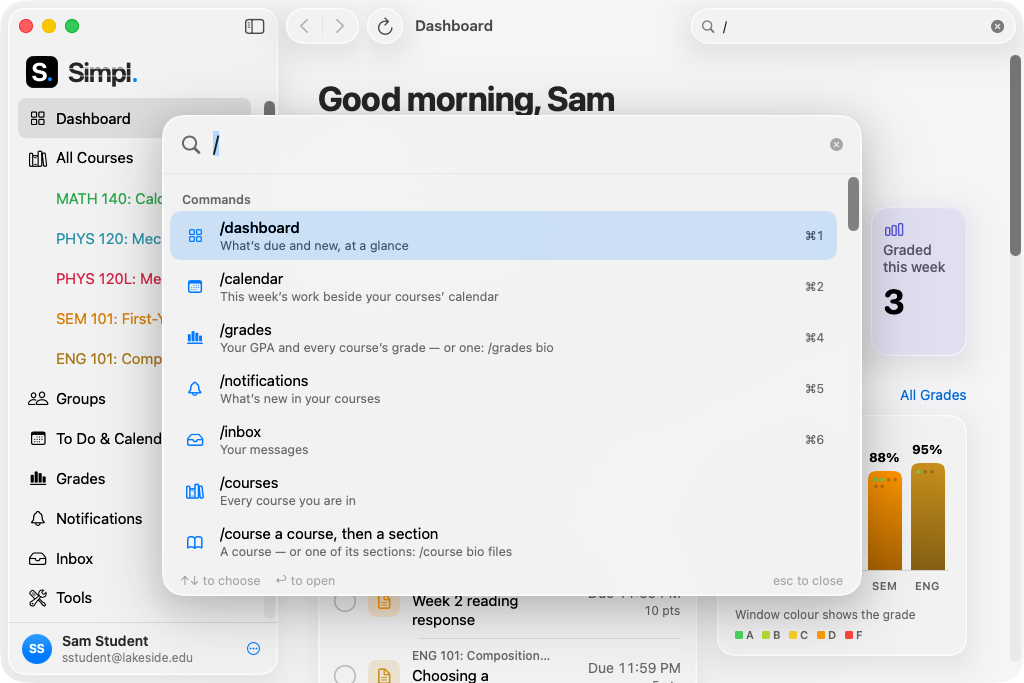 Dashboard
/
S.
Simpl.
Good morning, Sam
Dashboard
All Courses
MATH 140: Calc
PHYS 120: Mec
PHYS 120L: Me
SEM 101: First-Y
ENG 101: Comp
Groups
To Do & Calend
Grades
Notifications
Inbox
Tools
SS
Sam Student
sstudent@lakeside.edu
/
Commands
/dashboard
What's due and new, at a glance
⌘1
/calendar
This week's work beside your courses' calendar
⌘2
/grades
Your GPA and every course's grade — or one: /grades bio
⌘4
/notifications
What's new in your courses
⌘5
/inbox
Your messages
⌘6
/courses
Every course you are in
/course a course, then a section
A course — or one of its sections: /course bio files
↑↓ to choose
↩ to open
esc to close
Graded
this week
3
All Grades
88%
95%
SEM
ENG
Window colour shows the grade
A
B
C
D
F
Week 2 reading
response
10 pts
ENG 101: Composition...
Choosing a
Due 11:59 PM